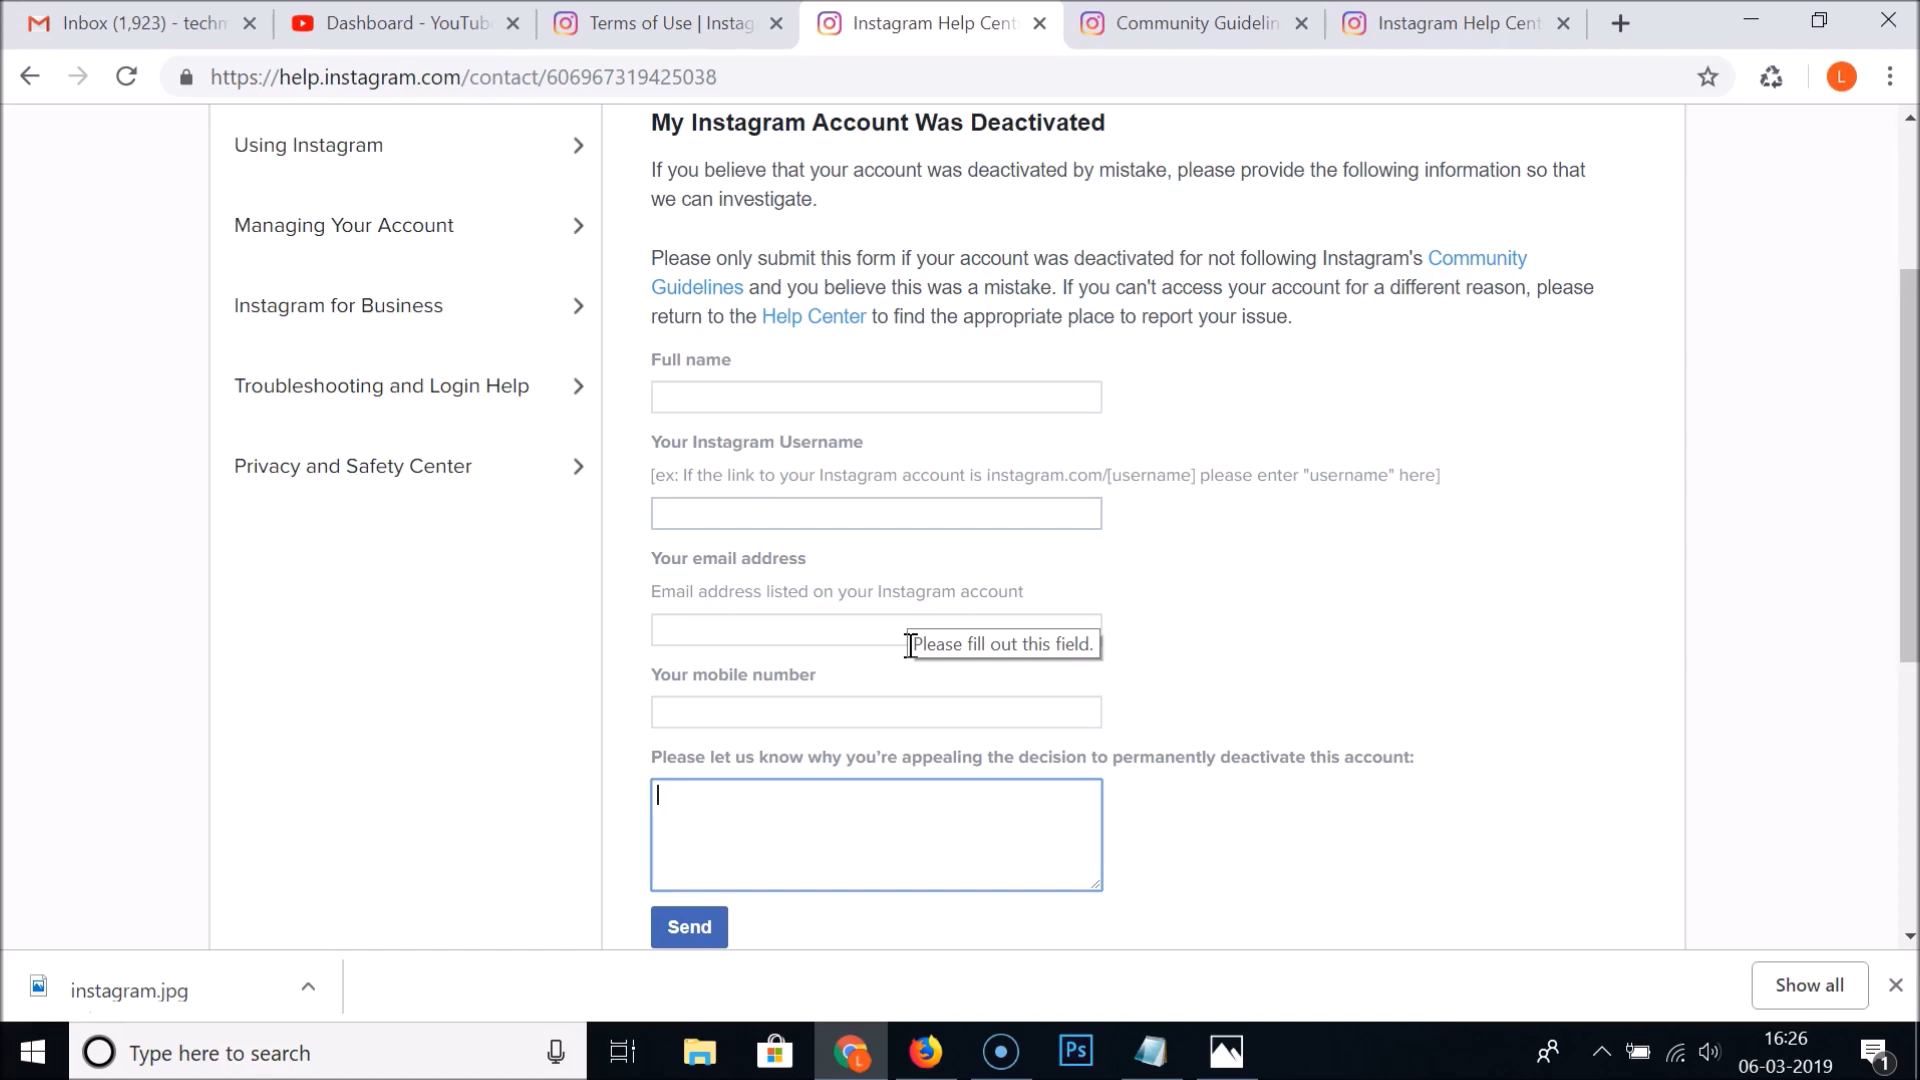 Inbox (1,923) - techn
Dashboard - YouTub
Terms of Use | Instag
Instagram Help Cent
Community Guidelin
Instagram Help Cent
https://help.instagram.com/contact/606967319425038
L
Using Instagram
Managing Your Account
Instagram for Business
Troubleshooting and Login Help
Privacy and Safety Center
My Instagram Account Was Deactivated
If you believe that your account was deactivated by mistake, please provide the following information so that
we can investigate.
Please only submit this form if your account was deactivated for not following Instagram's Community
Guidelines and you believe this was a mistake. If you can't access your account for a different reason, please
return to the Help Center to find the appropriate place to report your issue.
Full name
Your Instagram Username
[ex: If the link to your Instagram account is instagram.com/[username] please enter "username" here]
Your email address
Email address listed on your Instagram account
Please fill out this field.
Your mobile number
Please let us know why you’re appealing the decision to permanently deactivate this account:
Send
instagram.jpg
Show all
Type here to search
L
Ps
16:26
06-03-2019
1